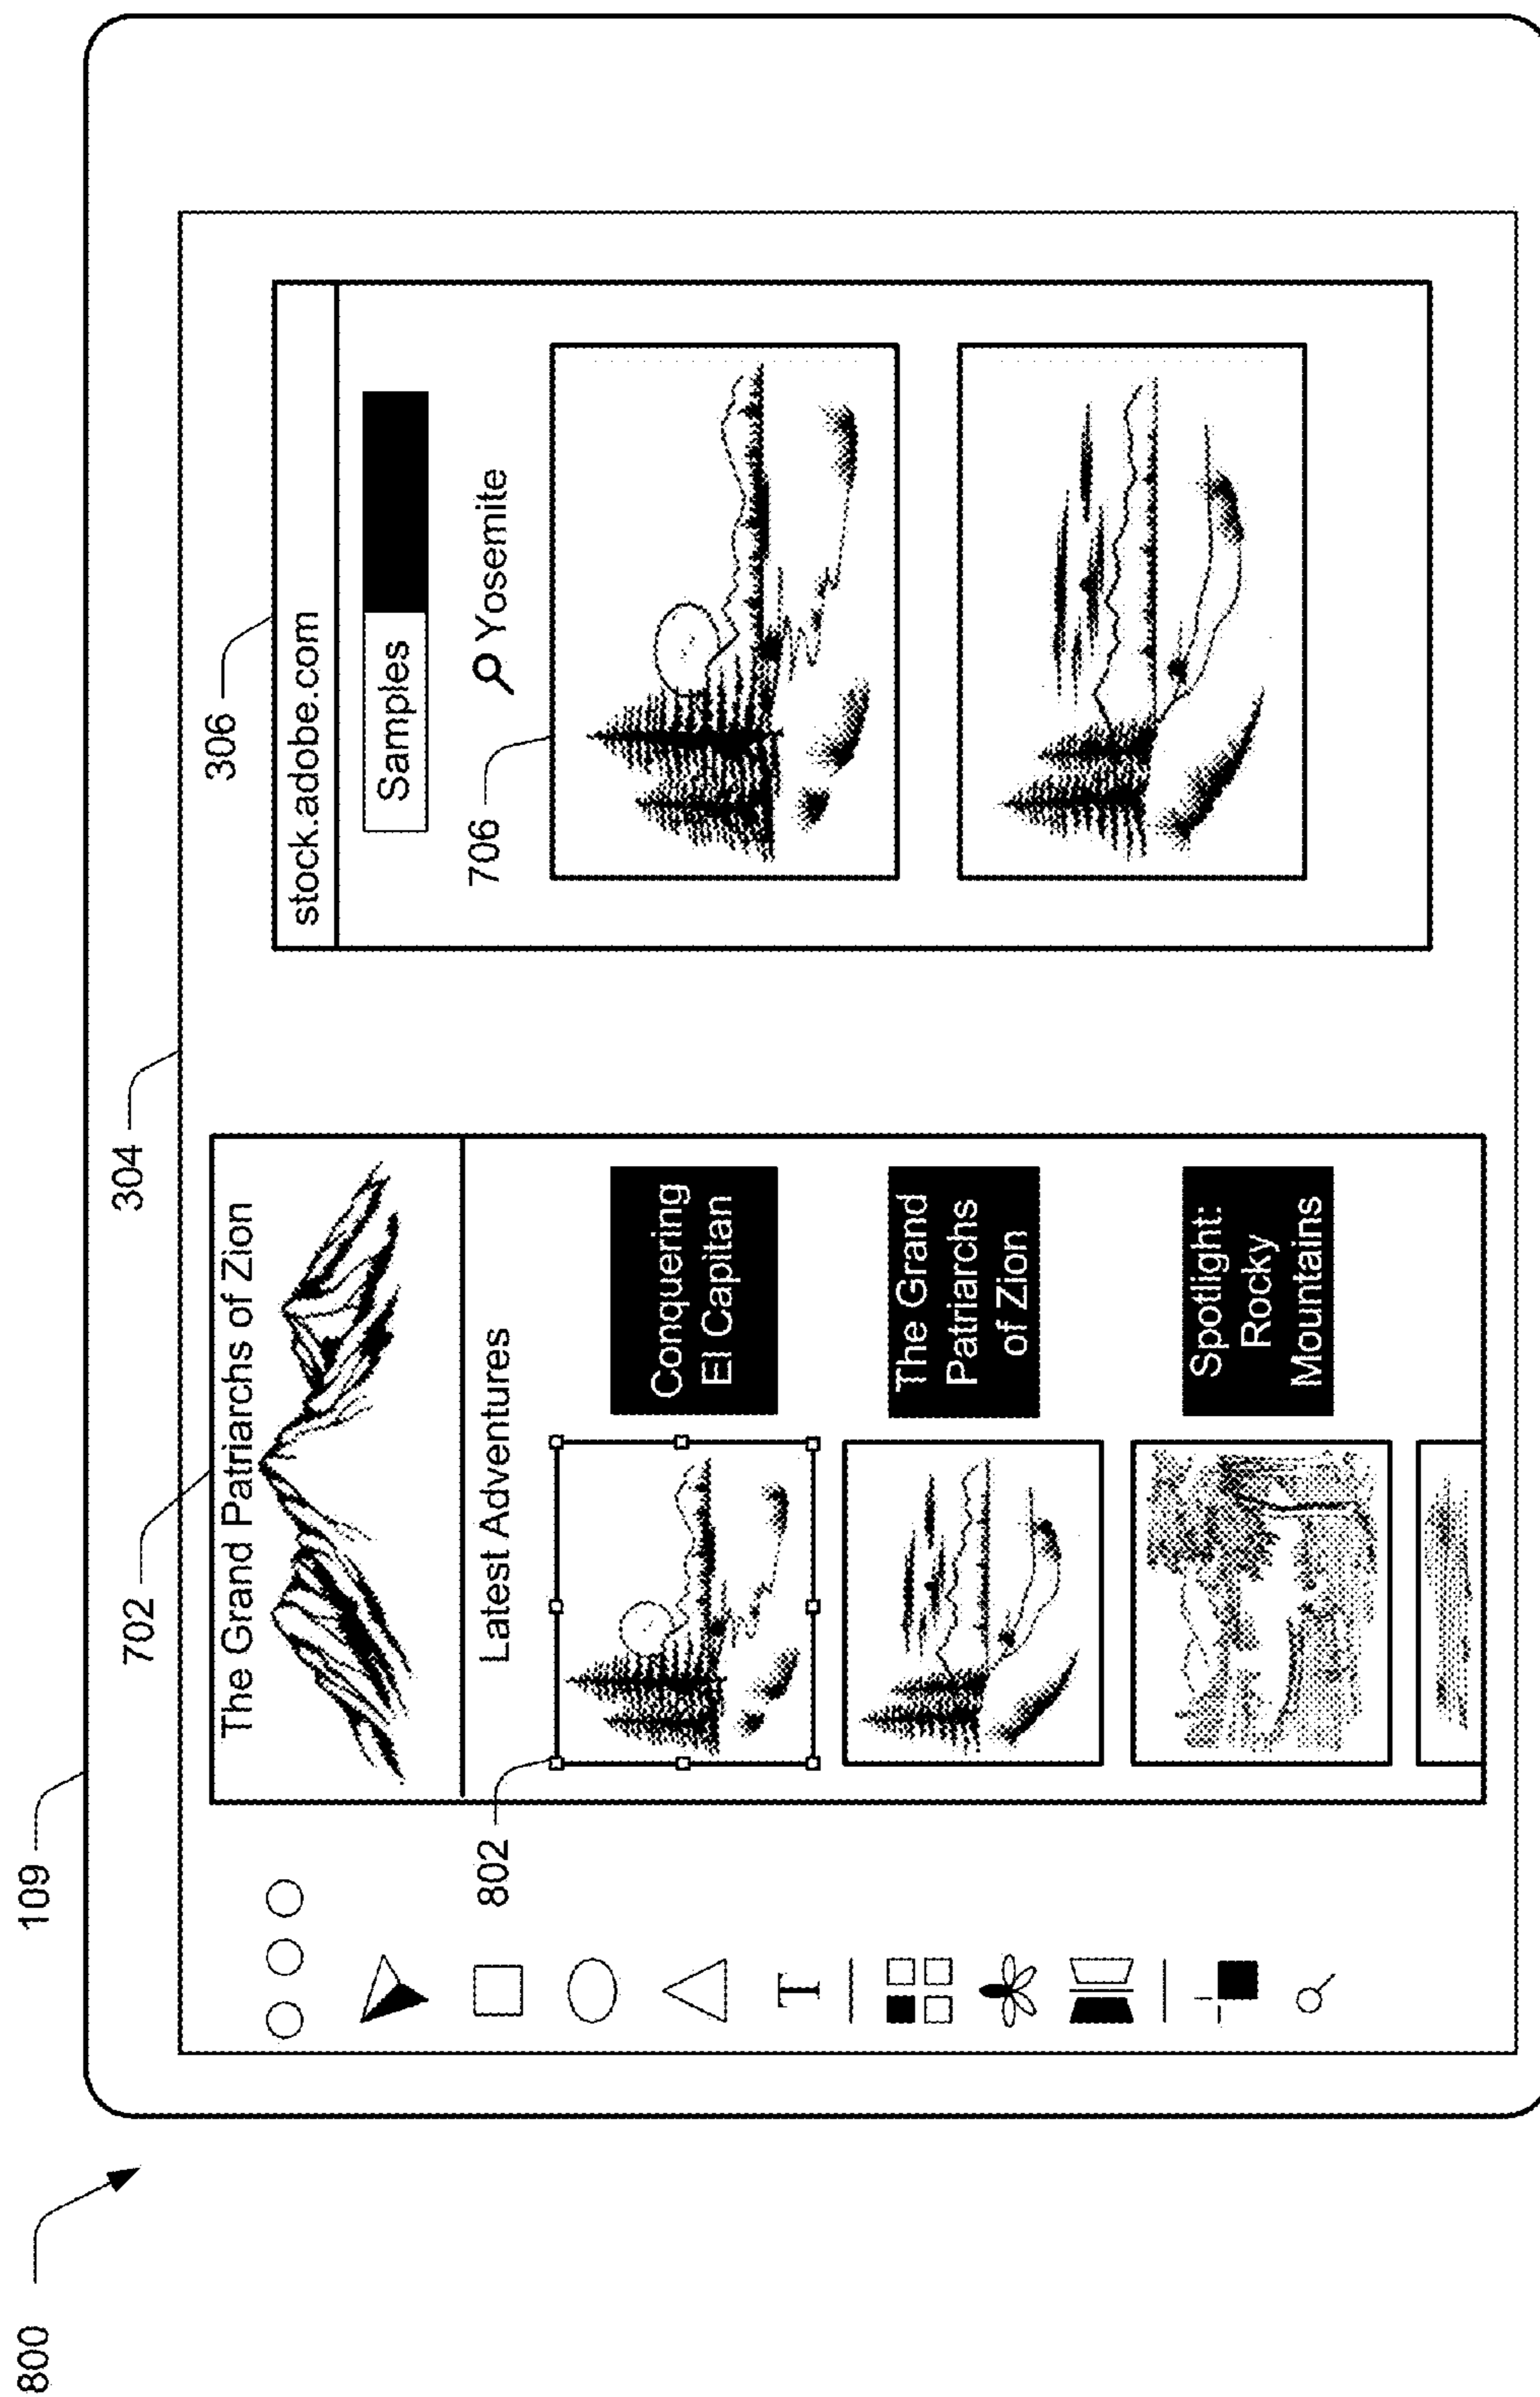 800
109
304
702
306
The Grand Patriarchs of Zion
Latest Adventures
802
Conquering
El Capitan
The Grand
Patriarchs
of Zion
Spotlight:
Rocky
Mountains
T
stock.adobe.com
Samples
Yosemite
706